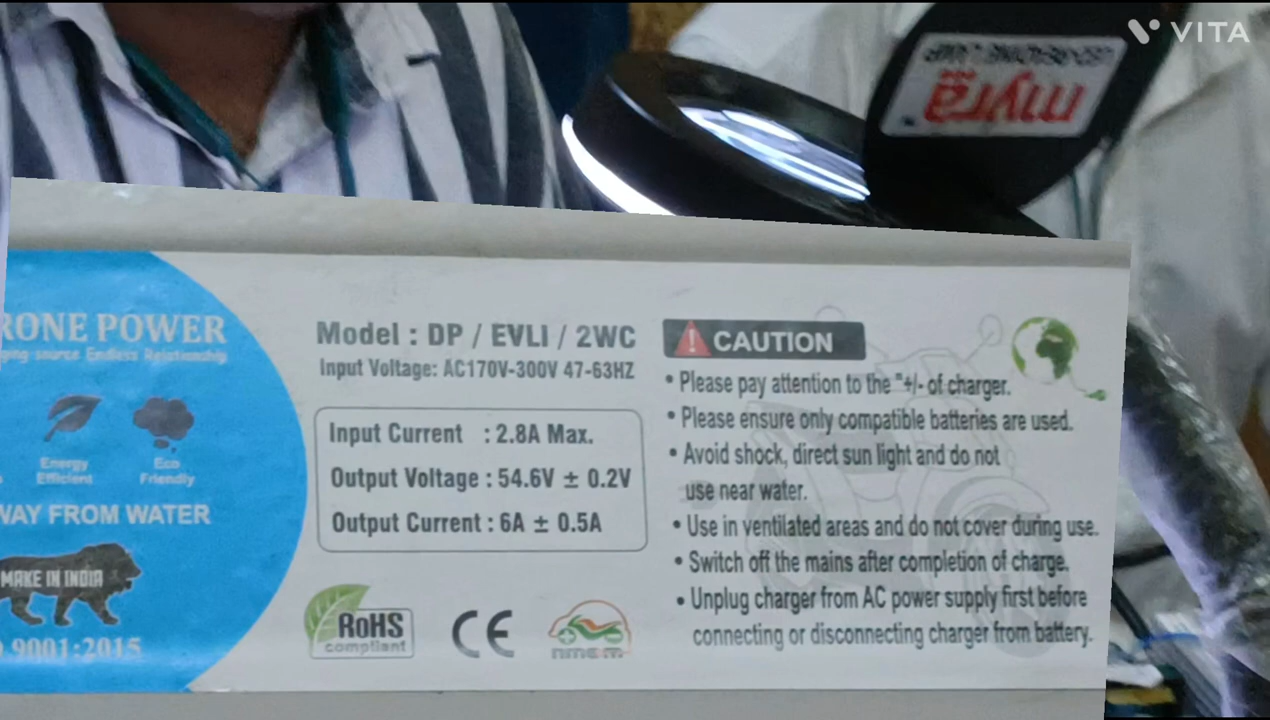 VITA
myra
RONE POWER
Endless Relationship
Energy
Efficient
Eco
Friendly
WAY FROM WATER
MAKE IN INDIA
9001:2015
Model : DP / EVLI / 2WC
Input Voltage: AC170V-300V 47-63HZ
Input Current : 2.8A Max.
Output Voltage : 54.6V ± 0.2V
Output Current : 6A ± 0.5A
RoHS
compliant
CE
CAUTION
• Please pay attention to the "+/- of charger.
• Please ensure only compatible batteries are used.
• Avoid shock, direct sun light and do not
use near water.
• Use in ventilated areas and do not cover during use.
• Switch off the mains after completion of charge.
• Unplug charger from AC power supply first before
connecting or disconnecting charger from battery.